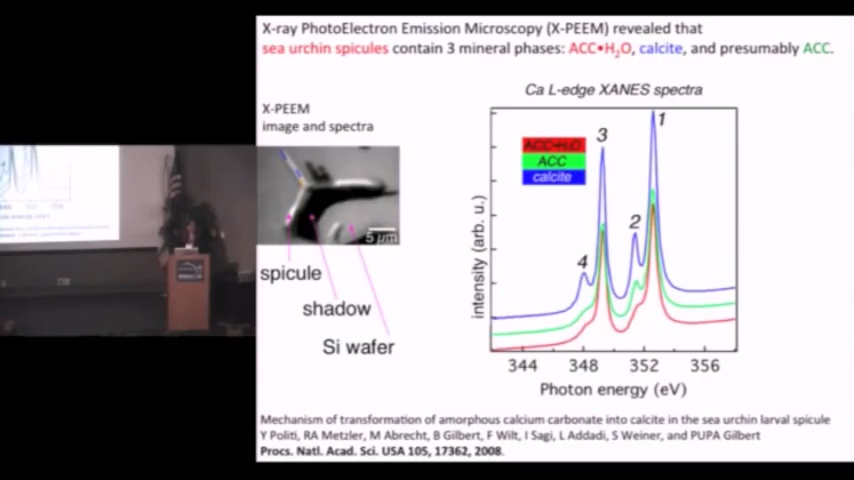 X-ray PhotoElectron Emission Microscopy (X-PEEM) revealed that
sea urchin spicules contain 3 mineral phases: ACC•H2O, calcite, and presumably ACC.
Ca L-edge XANES spectra
X-PEEM
image and spectra
5 µm
spicule
shadow
Si wafer
ACC•H2O
ACC
calcite
1
2
3
4
intensity (arb. u.)
344 348 352 356
Photon energy (eV)
Mechanism of transformation of amorphous calcium carbonate into calcite in the sea urchin larval spicule
Y Politi, RA Metzler, M Abrecht, B Gilbert, F Wilt, I Sagi, L Addadi, S Weiner, and PUPA Gilbert
Procs. Natl. Acad. Sci. USA 105, 17362, 2008.